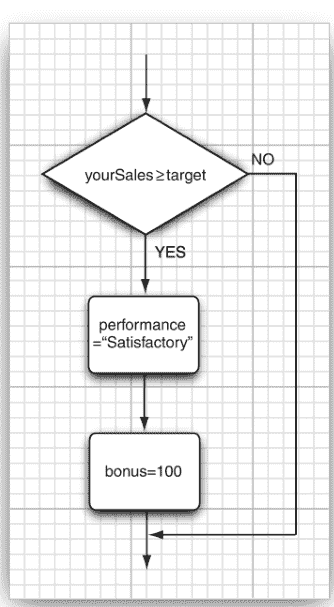 yourSales≥target
NO
YES
performance
=“Satisfactory”
bonus=100